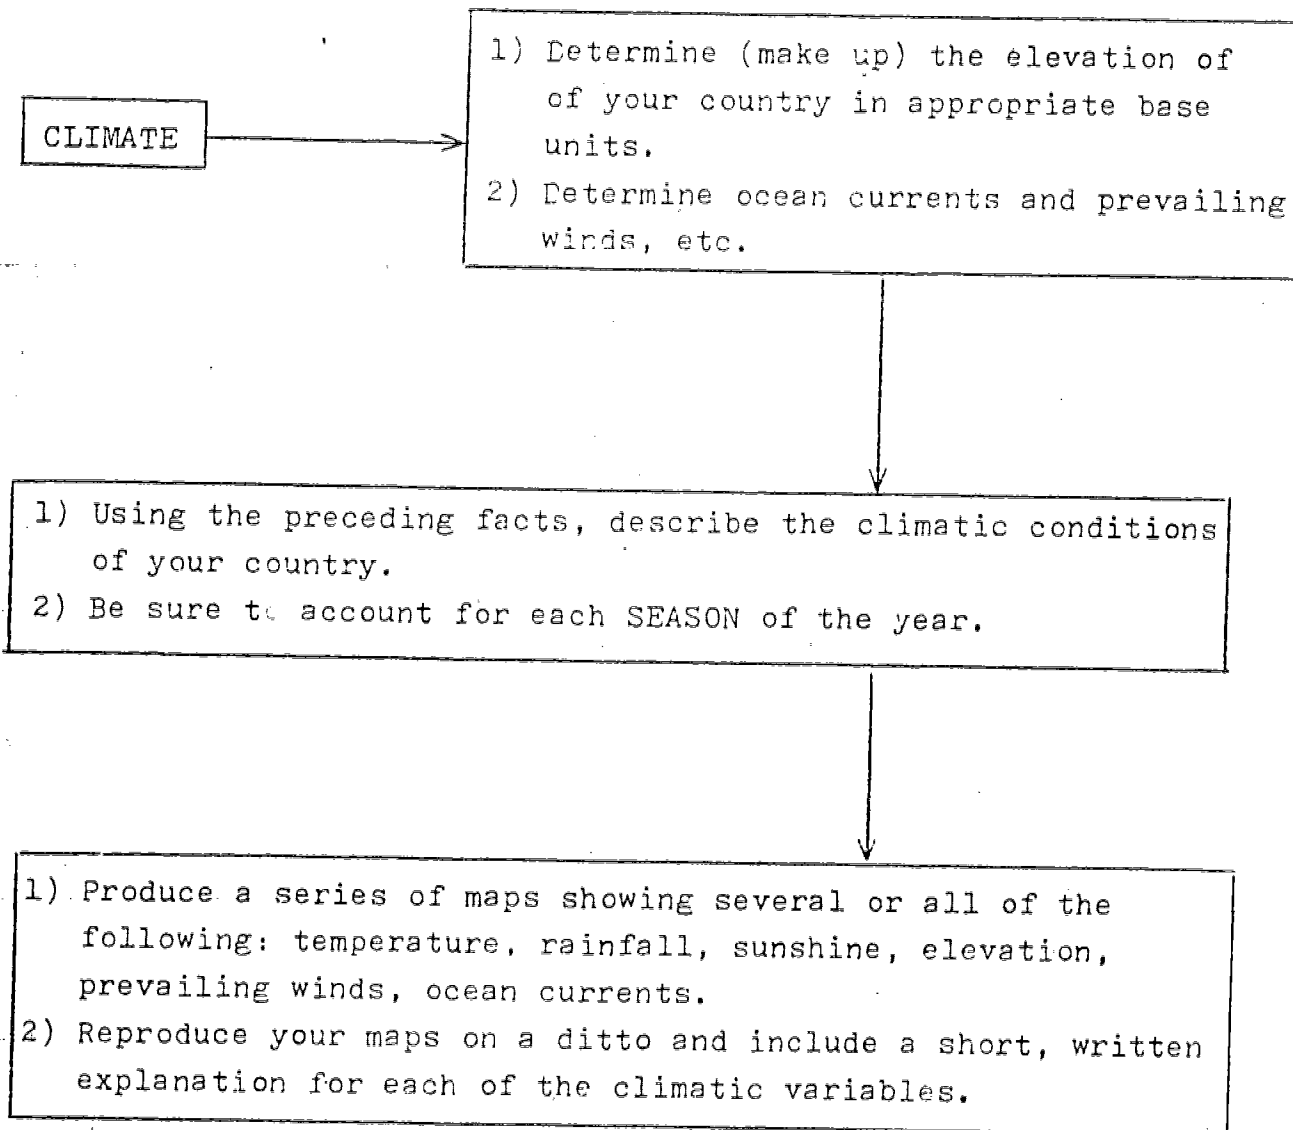 CLIMATE
1) Determine (make up) the elevation of
of your country in appropriate base
units.
2) Determine ocean currents and prevailing
winds, etc.
1) Using the preceding facts, describe the climatic conditions
of your country.
2) Be sure to account for each SEASON of the year.
1) Produce a series of maps showing several or all of the
following: temperature, rainfall, sunshine, elevation,
prevailing winds, ocean currents.
2) Reproduce your maps on a ditto and include a short, written
explanation for each of the climatic variables.